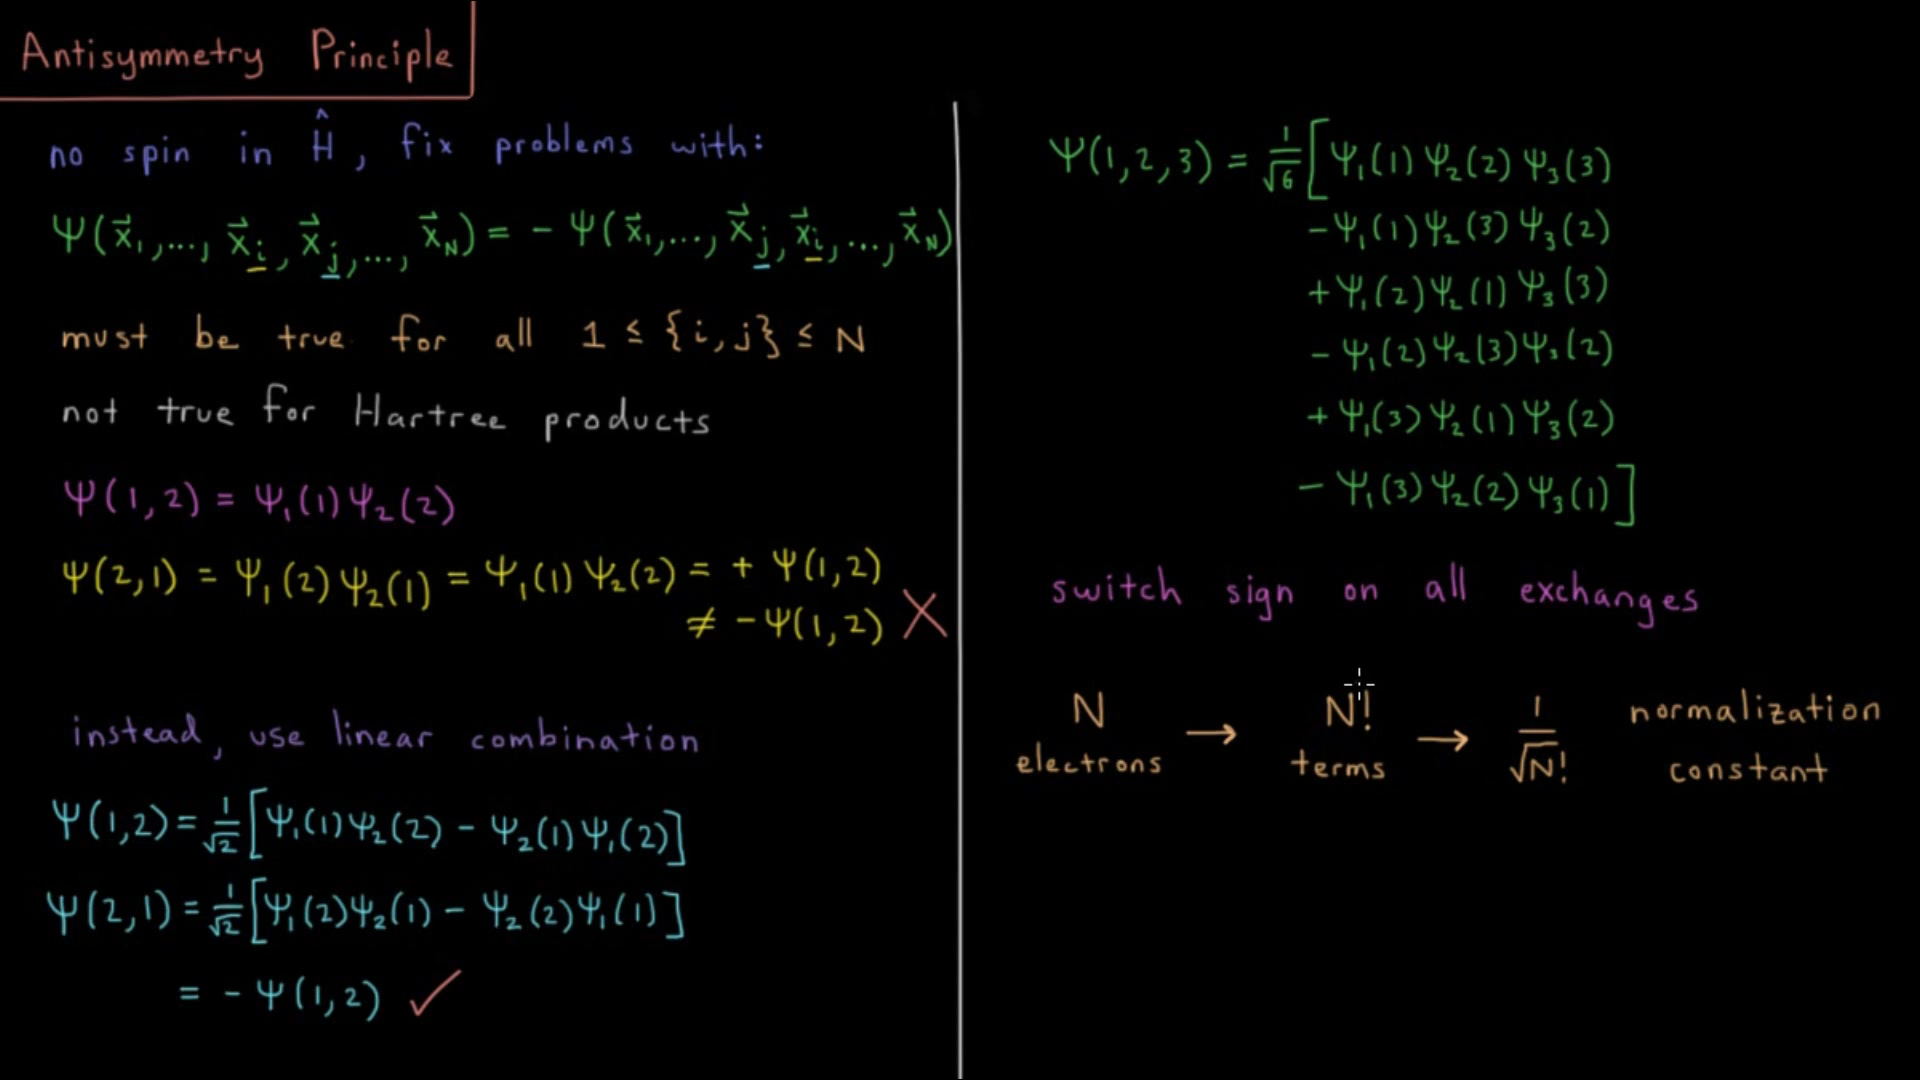 Antisymmetry Principle
no spin in Ĥ, fix problems with:
Ψ(x⃗₁,..., x⃗ᵢ, x⃗ⱼ,..., x⃗_N) = - Ψ(x⃗₁,..., x⃗ⱼ, x⃗ᵢ,..., x⃗_N)
must be true for all 1 ≤ {i,j} ≤ N
not true for Hartree products
Ψ(1,2) = Ψ₁(1)Ψ₂(2)
Ψ(2,1) = Ψ₁(2)Ψ₂(1) = Ψ₁(1)Ψ₂(2) = + Ψ(1,2)
≠ -Ψ(1,2) X
instead, use linear combination
Ψ(1,2) = 1/√2 [Ψ₁(1)Ψ₂(2) - Ψ₂(1)Ψ₁(2)]
Ψ(2,1) = 1/√2 [Ψ₁(2)Ψ₂(1) - Ψ₂(2)Ψ₁(1)]
= - Ψ(1,2) ✓
Ψ(1,2,3) = 1/√6 [Ψ₁(1)Ψ₂(2)Ψ₃(3)
-Ψ₁(1)Ψ₂(3)Ψ₃(2)
+Ψ₁(2)Ψ₂(1)Ψ₃(3)
-Ψ₁(2)Ψ₂(3)Ψ₃(2)
+Ψ₁(3)Ψ₂(1)Ψ₃(2)
-Ψ₁(3)Ψ₂(2)Ψ₃(1)]
switch sign on all exchanges
N electrons → N! terms → 1/√N! normalization constant